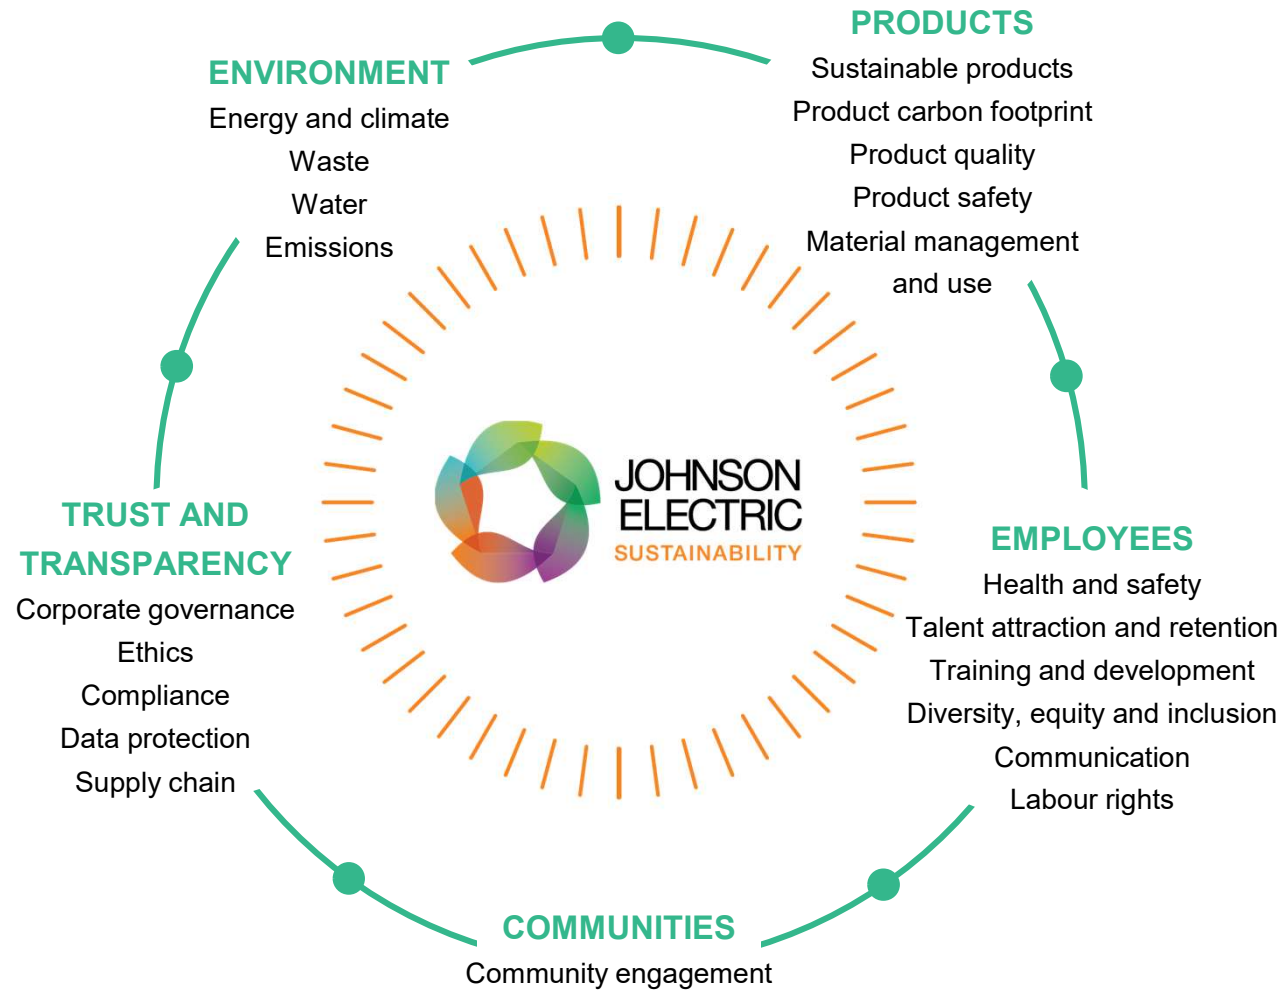 ENVIRONMENT
Energy and climate
Waste
Water
Emissions
PRODUCTS
Sustainable products
Product carbon footprint
Product quality
Product safety
Material management
and use
JOHNSON
ELECTRIC
SUSTAINABILITY
TRUST AND
TRANSPARENCY
Corporate governance
Ethics
Compliance
Data protection
Supply chain
EMPLOYEES
Health and safety
Talent attraction and retention
Training and development
Diversity, equity and inclusion
Communication
Labour rights
COMMUNITIES
Community engagement